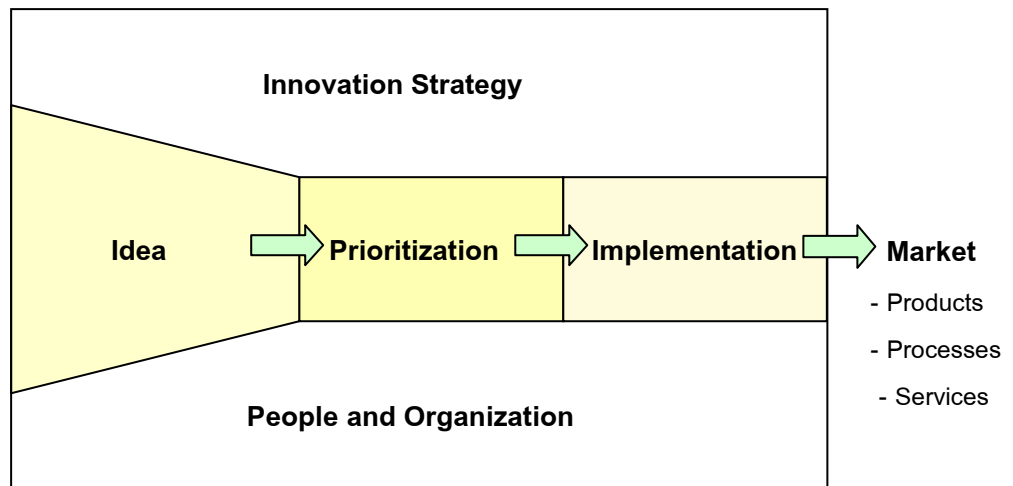 Innovation Strategy
Idea
Prioritization
Implementation
Market
- Products
- Processes
- Services
People and Organization